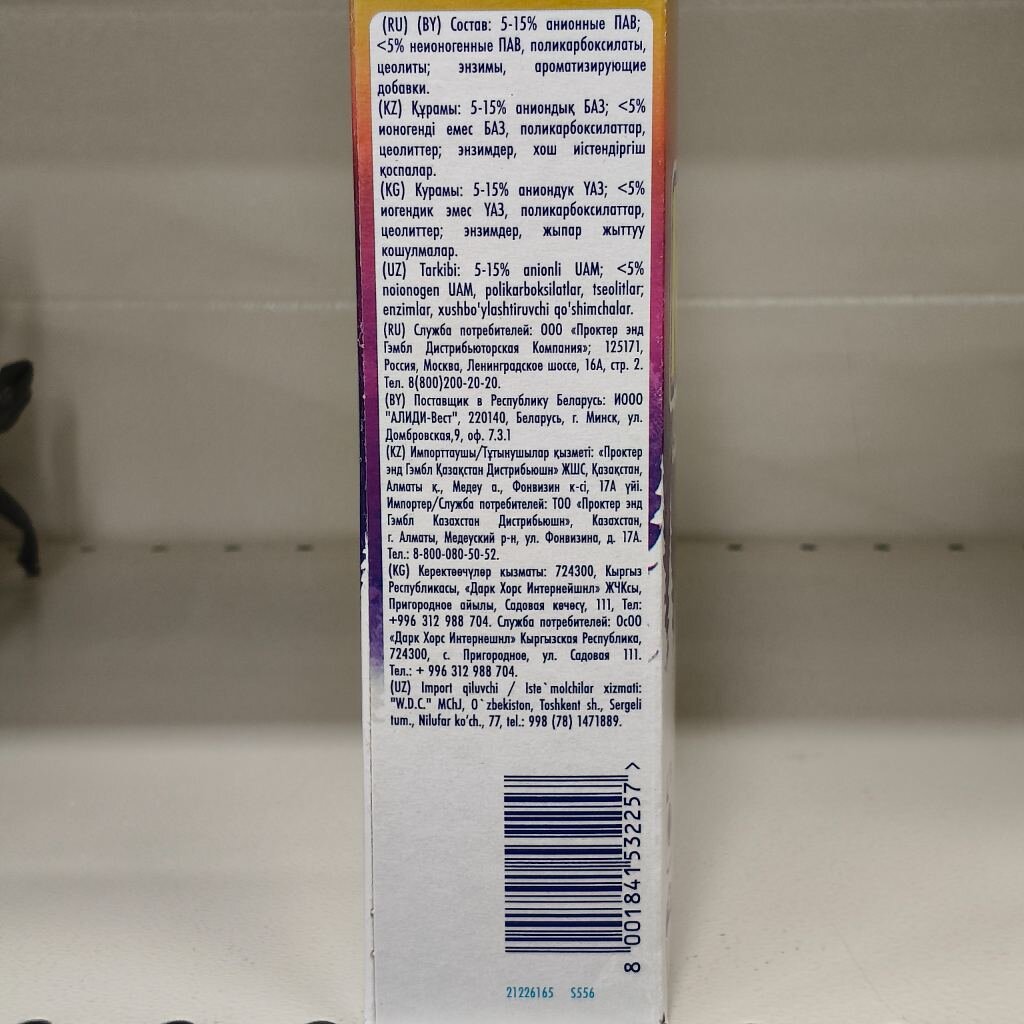 (RU) (BY) Состав: 5-15% анионные ПАВ;
<5% неионогенные ПАВ, поликарбоксилаты,
цеолиты; энзимы, ароматизирующие
добавки.
(KZ) Құрамы: 5-15% аниондық БАЗ; <5%
ионогенді емес БАЗ, поликарбоксилаттар,
цеолиттер; энзимдер, хош иістендіргіш
қоспалар.
(KG) Курамы: 5-15% аниондук ҮАЗ; <5%
иогендик эмес ҮАЗ, поликарбоксилаттар,
цеолиттер; энзимдер, жыпар жыттуу
кошулмалар.
(UZ) Tarkibi: 5-15% anionli UAM; <5%
noionogen UAM, polikarboksilatlar, tseolitlar;
enzimlar, xushbo'ylashtiruvchi qo'shimchalar.
(RU) Служба потребителей: ООО «Проктер энд
Гэмбл Дистрибьюторская Компания»; 125171,
Россия, Москва, Ленинградское шоссе, 16А, стр. 2.
Тел. 8(800)200-20-20.
(BY) Поставщик в Республику Беларусь: ИООО
"АЛИДИ-Вест", 220140, Беларусь, г. Минск, ул.
Домбровская,9, оф. 7.3.1
(KZ) Импорттаушы/Тұтынушылар қызметі: «Проктер
энд Гэмбл Қазақстан Дистрибьюшн» ЖШС, Қазақстан,
Алматы қ., Медеу а., Фонвизин к-сі, 17А үйі.
Импортер/Служба потребителей: ТОО «Проктер энд
Гэмбл Казахстан Дистрибьюшн», Казахстан,
г. Алматы, Медеуский р-н, ул. Фонвизина, д. 17А.
Тел.: 8-800-080-50-52.
(KG) Керектөөчүлөр кызматы: 724300, Кыргыз
Республикасы, «Дарк Хорс Интернейшнл» ЖЧКсы,
Пригородное айылы, Садовая көчөсү, 111, Тел:
+996 312 988 704. Служба потребителей: ОсОО
«Дарк Хорс Интернешнл» Кыргызская Республика,
724300, с. Пригородное, ул. Садовая 111.
Тел.: + 996 312 988 704.
(UZ) Import qiluvchi / Iste`molchilar xizmati:
"W.D.C." MChJ, O`zbekiston, Toshkent sh., Sergeli
tum., Nilufar ko'ch., 77, tel.: 998 (78) 1471889.
8 001841 532257 >
21226165 S556